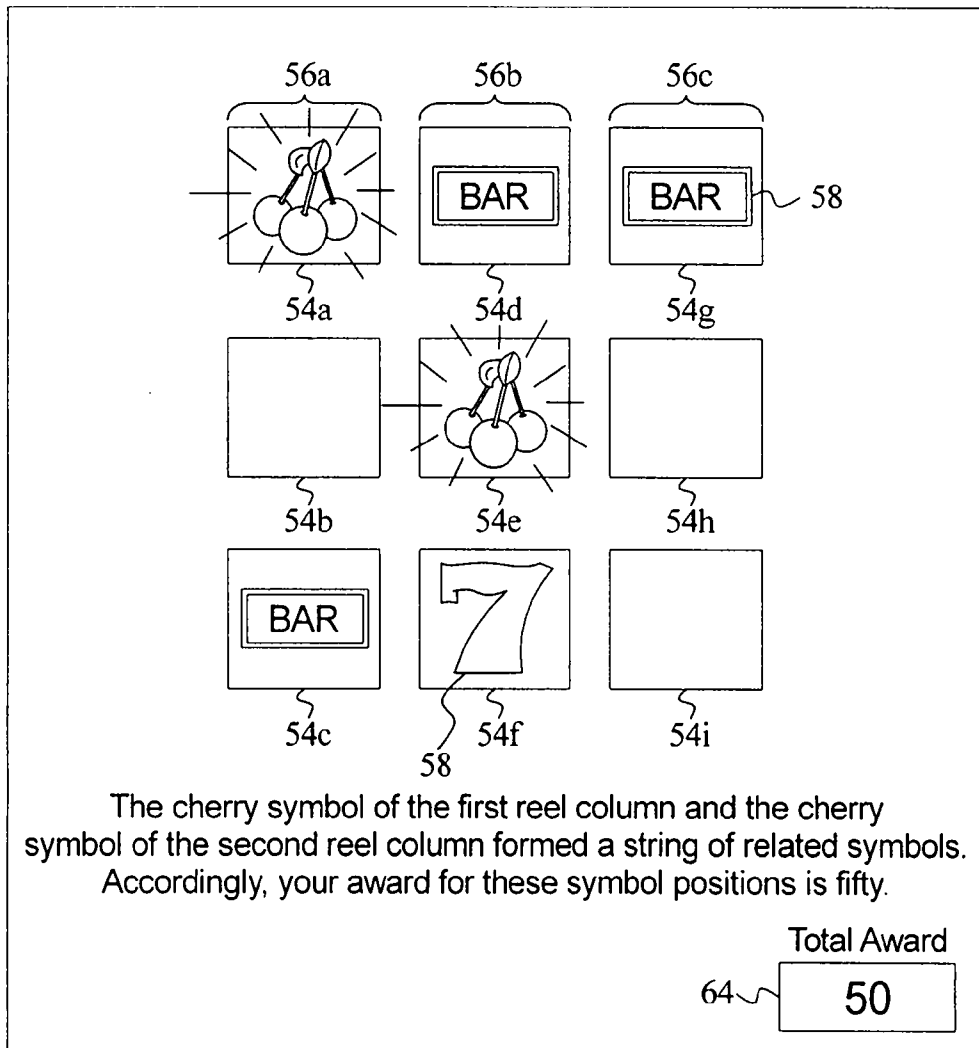 56a 56b 56c
BAR BAR 58
54a 54d 54g
54b 54e 54h
BAR 7
54c 58 54f 54i
The cherry symbol of the first reel column and the cherry
symbol of the second reel column formed a string of related symbols.
Accordingly, your award for these symbol positions is fifty.
Total Award
64 50